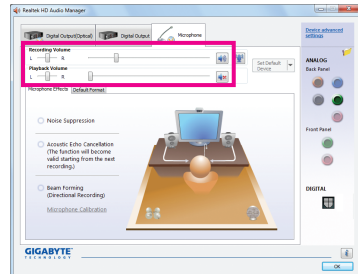 Realtek HD Audio Manager
Digital Output(Optical)
Digital Output
Microphone
Device advanced
settings
Recording Volume
L
R
Set Default
Device
Playback Volume
L
R
ANALOG
Back Panel
Microphone Effects
Default Format
Noise Suppression
Acoustic Echo Cancellation
(The function will become
valid starting from the next
recording.)
Front Panel
Beam Forming
(Directional Recording)
Microphone Calibration
DIGITAL
GIGABYTE
TECHNOLOGY
i
OK